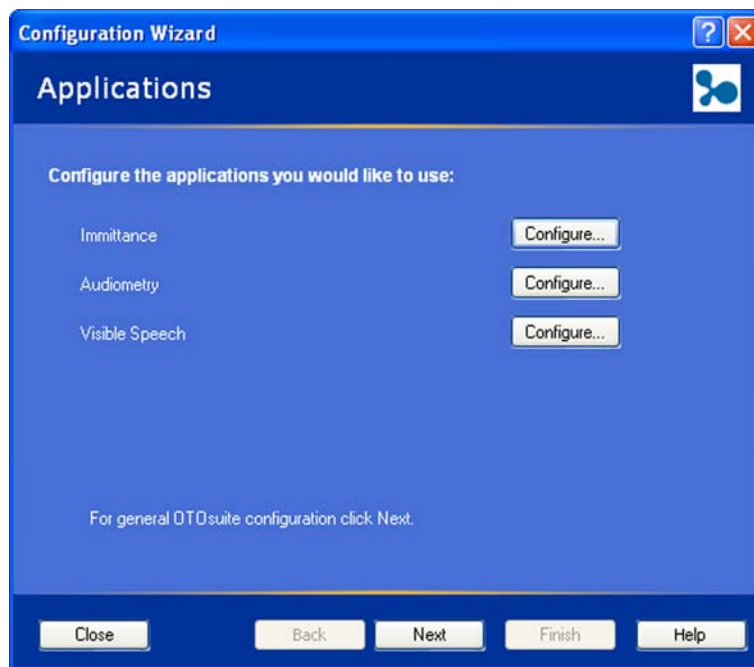 Configuration Wizard
Applications
Configure the applications you would like to use:
Immittance Configure...
Audiometry Configure...
Visible Speech Configure...
For general OTOsuite configuration click Next.
Close Back Next Finish Help